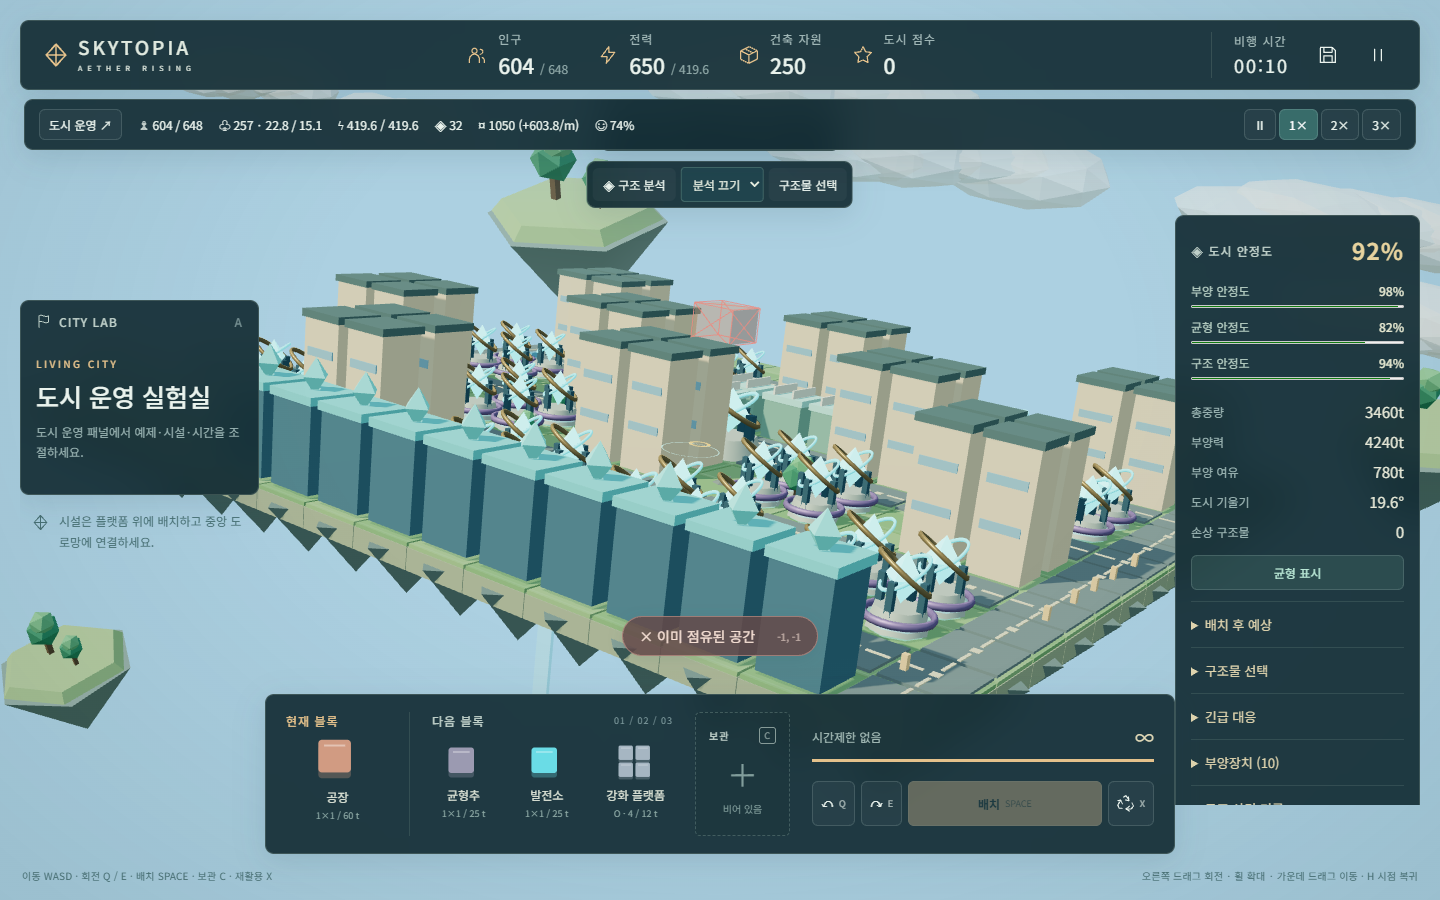 SKYTOPIA
AETHER RISING
인구
604 / 648
전력
650 / 419.6
건축 자원
250
도시 점수
0
비행 시간
00:10
도시 운영 ↗
604 / 648
257 · 22.8 / 15.1
ϟ 419.6 / 419.6
◈ 32
¤ 1050 (+603.8/m)
74%
1×
2×
3×
◈ 구조 분석
분석 끄기
구조물 선택
CITY LAB
A
LIVING CITY
도시 운영 실험실
도시 운영 패널에서 예제·시설·시간을 조
절하세요.
시설은 플랫폼 위에 배치하고 중앙 도
로망에 연결하세요.
◈ 도시 안정도
92%
부양 안정도
98%
균형 안정도
82%
구조 안정도
94%
총중량
3460t
부양력
4240t
부양 여유
780t
도시 기울기
19.6°
손상 구조물
0
균형 표시
▶ 배치 후 예상
▶ 구조물 선택
▶ 긴급 대응
▶ 부양장치 (10)
✕ 이미 점유된 공간
-1, -1
현재 블록
공장
1×1 / 60 t
다음 블록
01 / 02 / 03
균형추
1×1 / 25 t
발전소
1×1 / 25 t
강화 플랫폼
O · 4 / 12 t
보관
C
비어 있음
시간제한 없음
∞
Q
E
배치 SPACE
X
이동 WASD · 회전 Q / E · 배치 SPACE · 보관 C · 재활용 X
오른쪽 드래그 회전 · 휠 확대 · 가운데 드래그 이동 · H 시점 복귀